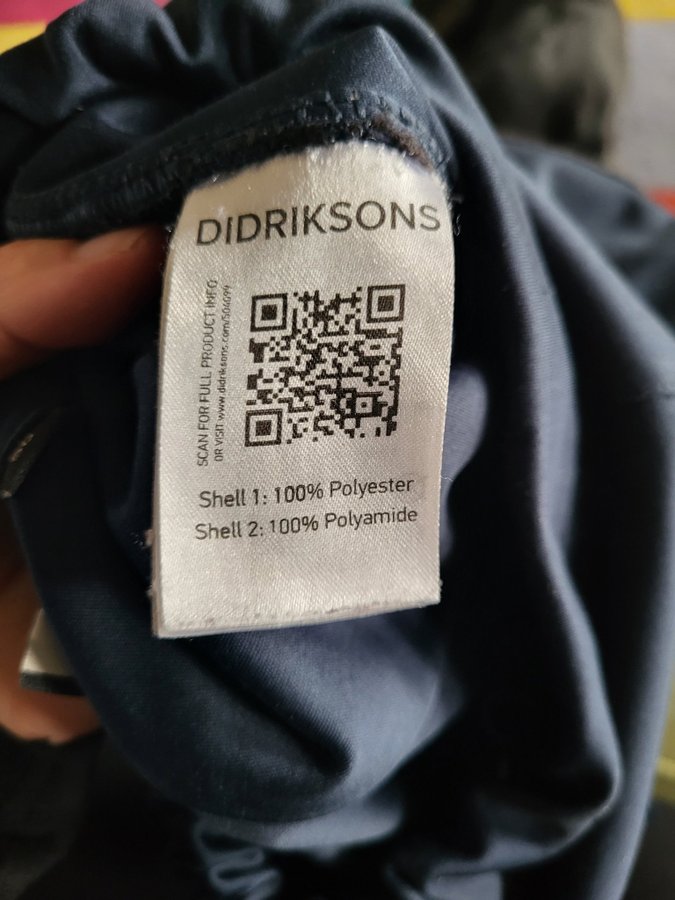 DIDRIKSONS
SCAN FOR FULL PRODUCT INFO
OR VISIT www.didriksons.com/504099
Shell 1: 100% Polyester
Shell 2: 100% Polyamide